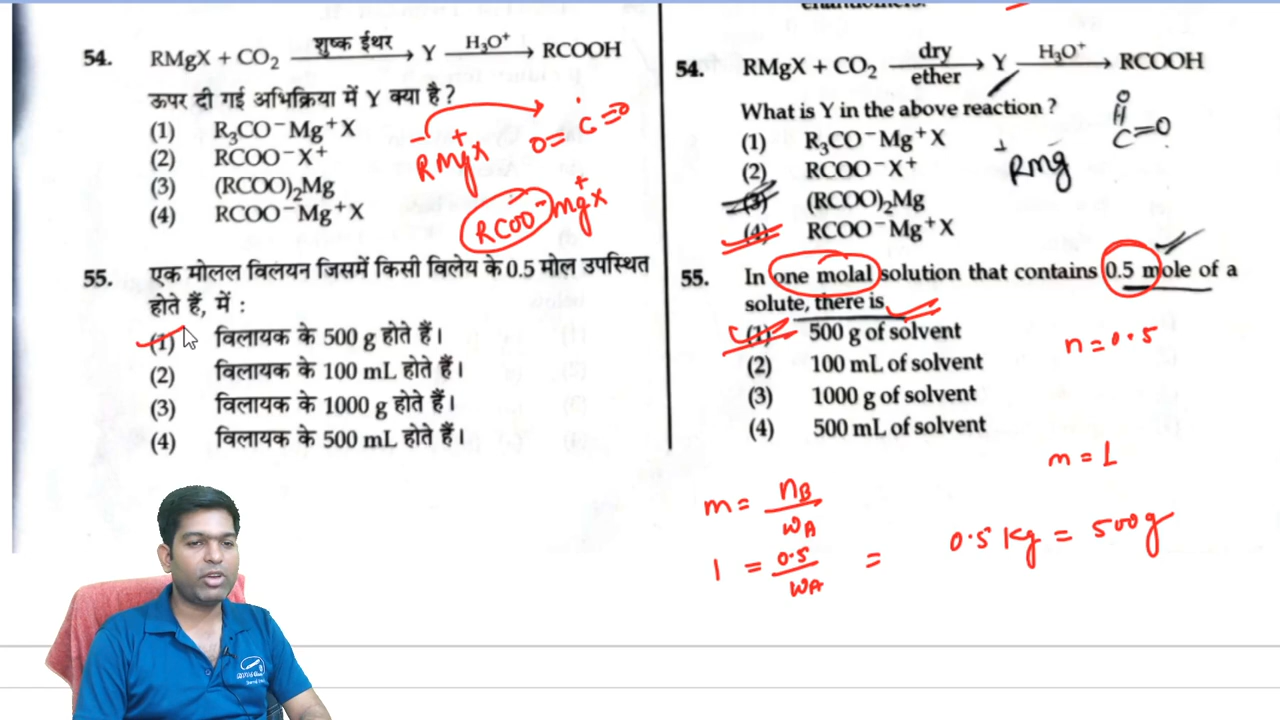 54. RMgX + CO₂ शुष्क ईथर → Y H₃O⁺ → RCOOH
ऊपर दी गई अभिक्रिया में Y क्या है ?
(1) R₃CO⁻Mg⁺X
(2) RCOO⁻X⁺
(3) (RCOO)₂Mg
(4) RCOO⁻Mg⁺X
RMgX
O=C=O
RCOO⁻ MgX
55. एक मोलल विलयन जिसमें किसी विलेय के 0.5 मोल उपस्थित
होते हैं, में :
(1) विलायक के 500 g होते हैं।
(2) विलायक के 100 mL होते हैं।
(3) विलायक के 1000 g होते हैं।
(4) विलायक के 500 mL होते हैं।
enantiomers.
54. RMgX + CO₂ dry ether → Y H₃O⁺ → RCOOH
What is Y in the above reaction ?
(1) R₃CO⁻Mg⁺X
(2) RCOO⁻X⁺
(3) (RCOO)₂Mg
(4) RCOO⁻Mg⁺X
O
C=O
RMg
55. In one molal solution that contains 0.5 mole of a
solute, there is
(1) 500 g of solvent
(2) 100 mL of solvent
(3) 1000 g of solvent
(4) 500 mL of solvent
n = 0.5
m = 1
m = nB / wA
1 = 0.5 / wA = 0.5 Kg = 500g